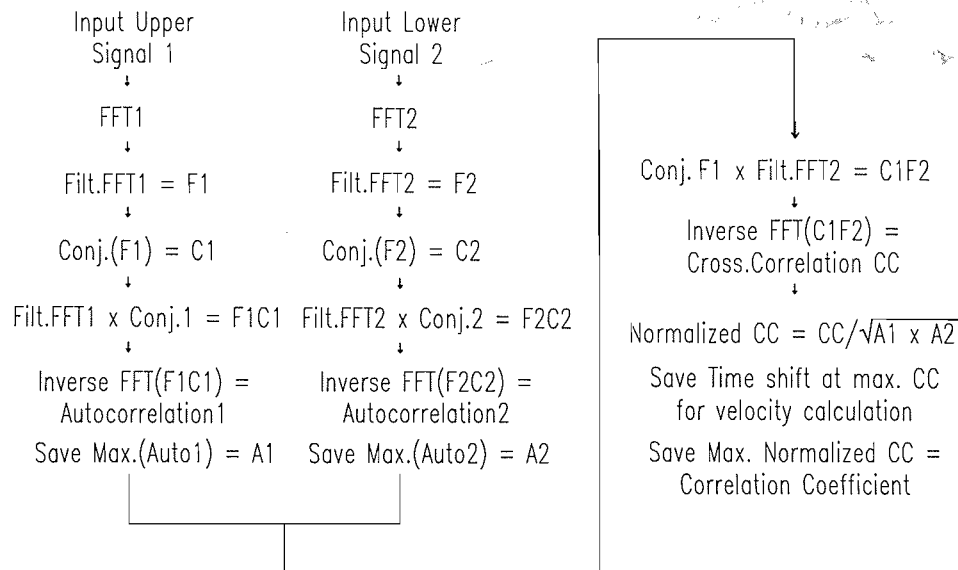 Input Upper
Signal 1
FFT1
Filt.FFT1 = F1
Conj.(F1) = C1
Filt.FFT1 x Conj.1 = F1C1
Inverse FFT(F1C1) =
Autocorrelation1
Save Max.(Auto1) = A1
Input Lower
Signal 2
FFT2
Filt.FFT2 = F2
Conj.(F2) = C2
Filt.FFT2 x Conj.2 = F2C2
Inverse FFT(F2C2) =
Autocorrelation2
Save Max.(Auto2) = A2
Conj. F1 x Filt.FFT2 = C1F2
Inverse FFT(C1F2) =
Cross.Correlation CC
Normalized CC = CC/√A1 x A2
Save Time shift at max. CC
for velocity calculation
Save Max. Normalized CC =
Correlation Coefficient